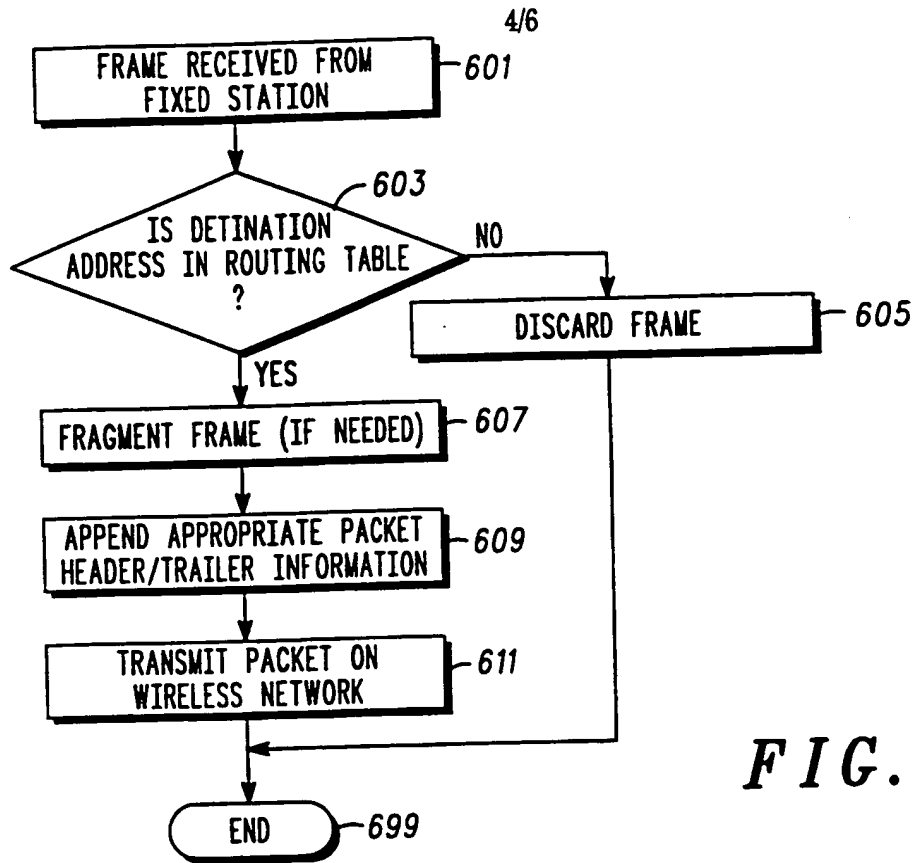 4/6
FRAME RECEIVED FROM
FIXED STATION
601
603
IS DETINATION
ADDRESS IN ROUTING TABLE
?
NO
DISCARD FRAME
605
YES
FRAGMENT FRAME (IF NEEDED)
607
APPEND APPROPRIATE PACKET
HEADER/TRAILER INFORMATION
609
TRANSMIT PACKET ON
WIRELESS NETWORK
611
FIG.
END
699